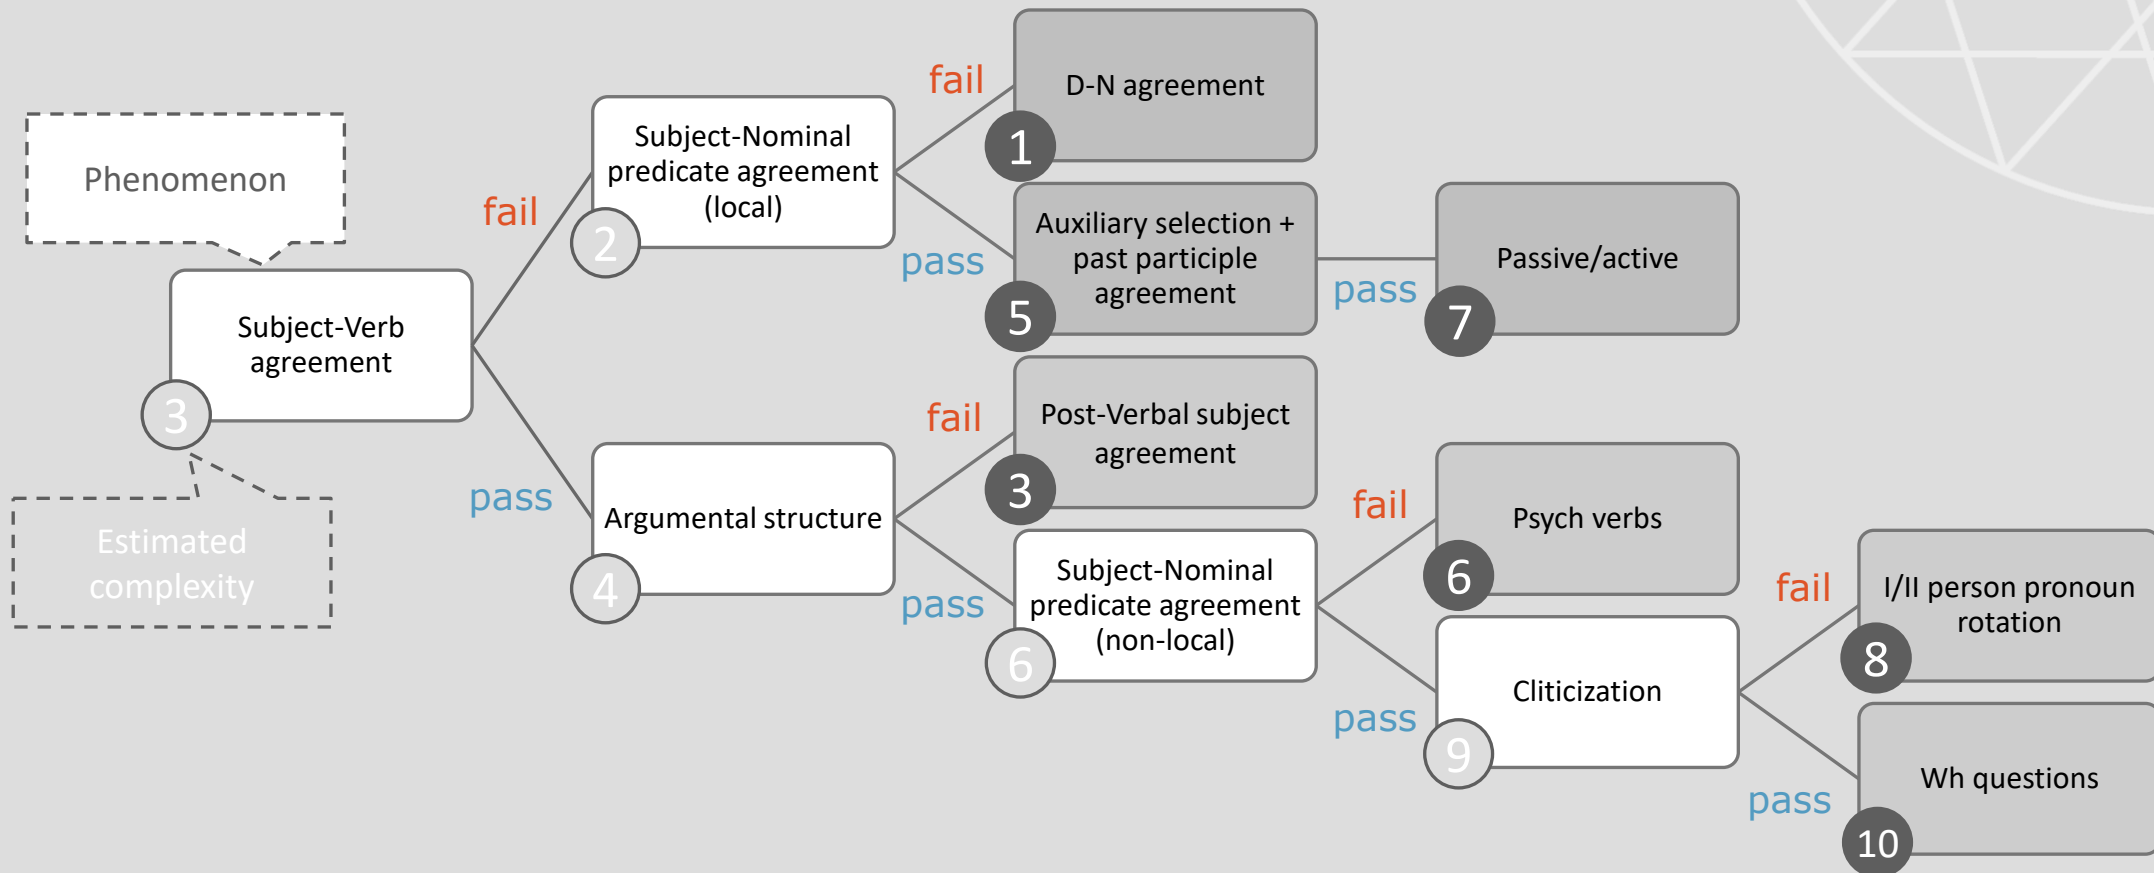 Phenomenon
Subject-Verb
agreement
3
Estimated
complexity
fail
Subject-Nominal
predicate agreement
(local)
2
fail
D-N agreement
1
pass
Auxiliary selection +
past participle
agreement
5
pass
Passive/active
7
pass
Argumental structure
4
fail
Post-Verbal subject
agreement
3
pass
Subject-Nominal
predicate agreement
(non-local)
6
fail
Psych verbs
6
pass
Cliticization
9
fail
I/II person pronoun
rotation
8
pass
Wh questions
10